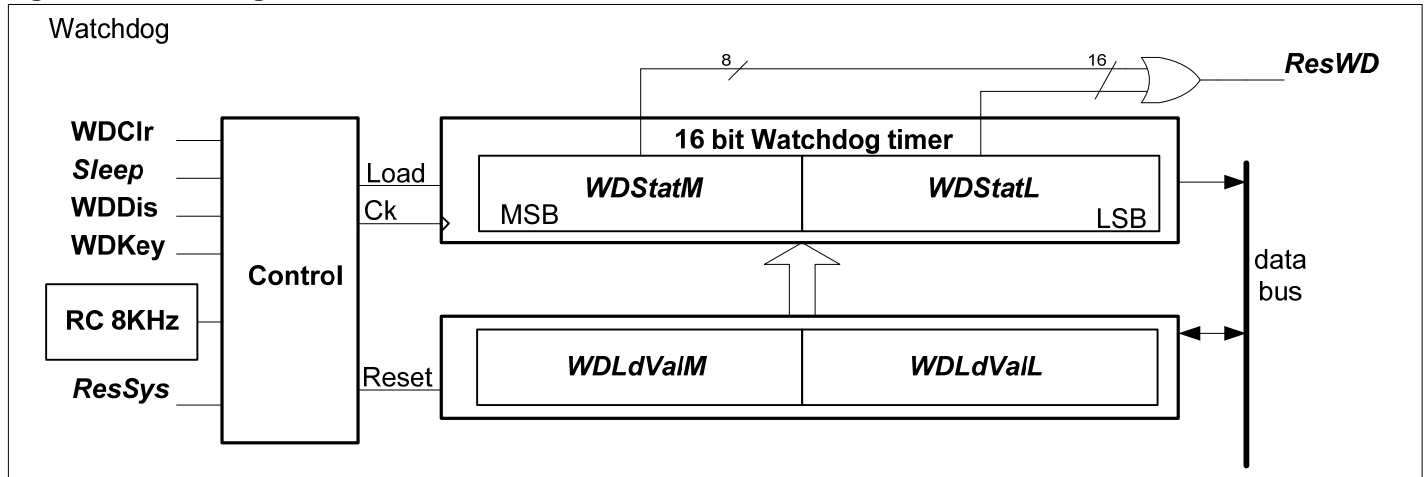 Watchdog
8
16
ResWD
WDClr
Sleep
WDDis
WDKey
RC 8KHz
ResSys
Control
Load
Ck
Reset
16 bit Watchdog timer
WDStatM
WDStatL
MSB
LSB
WDLdValM
WDLdValL
data
bus